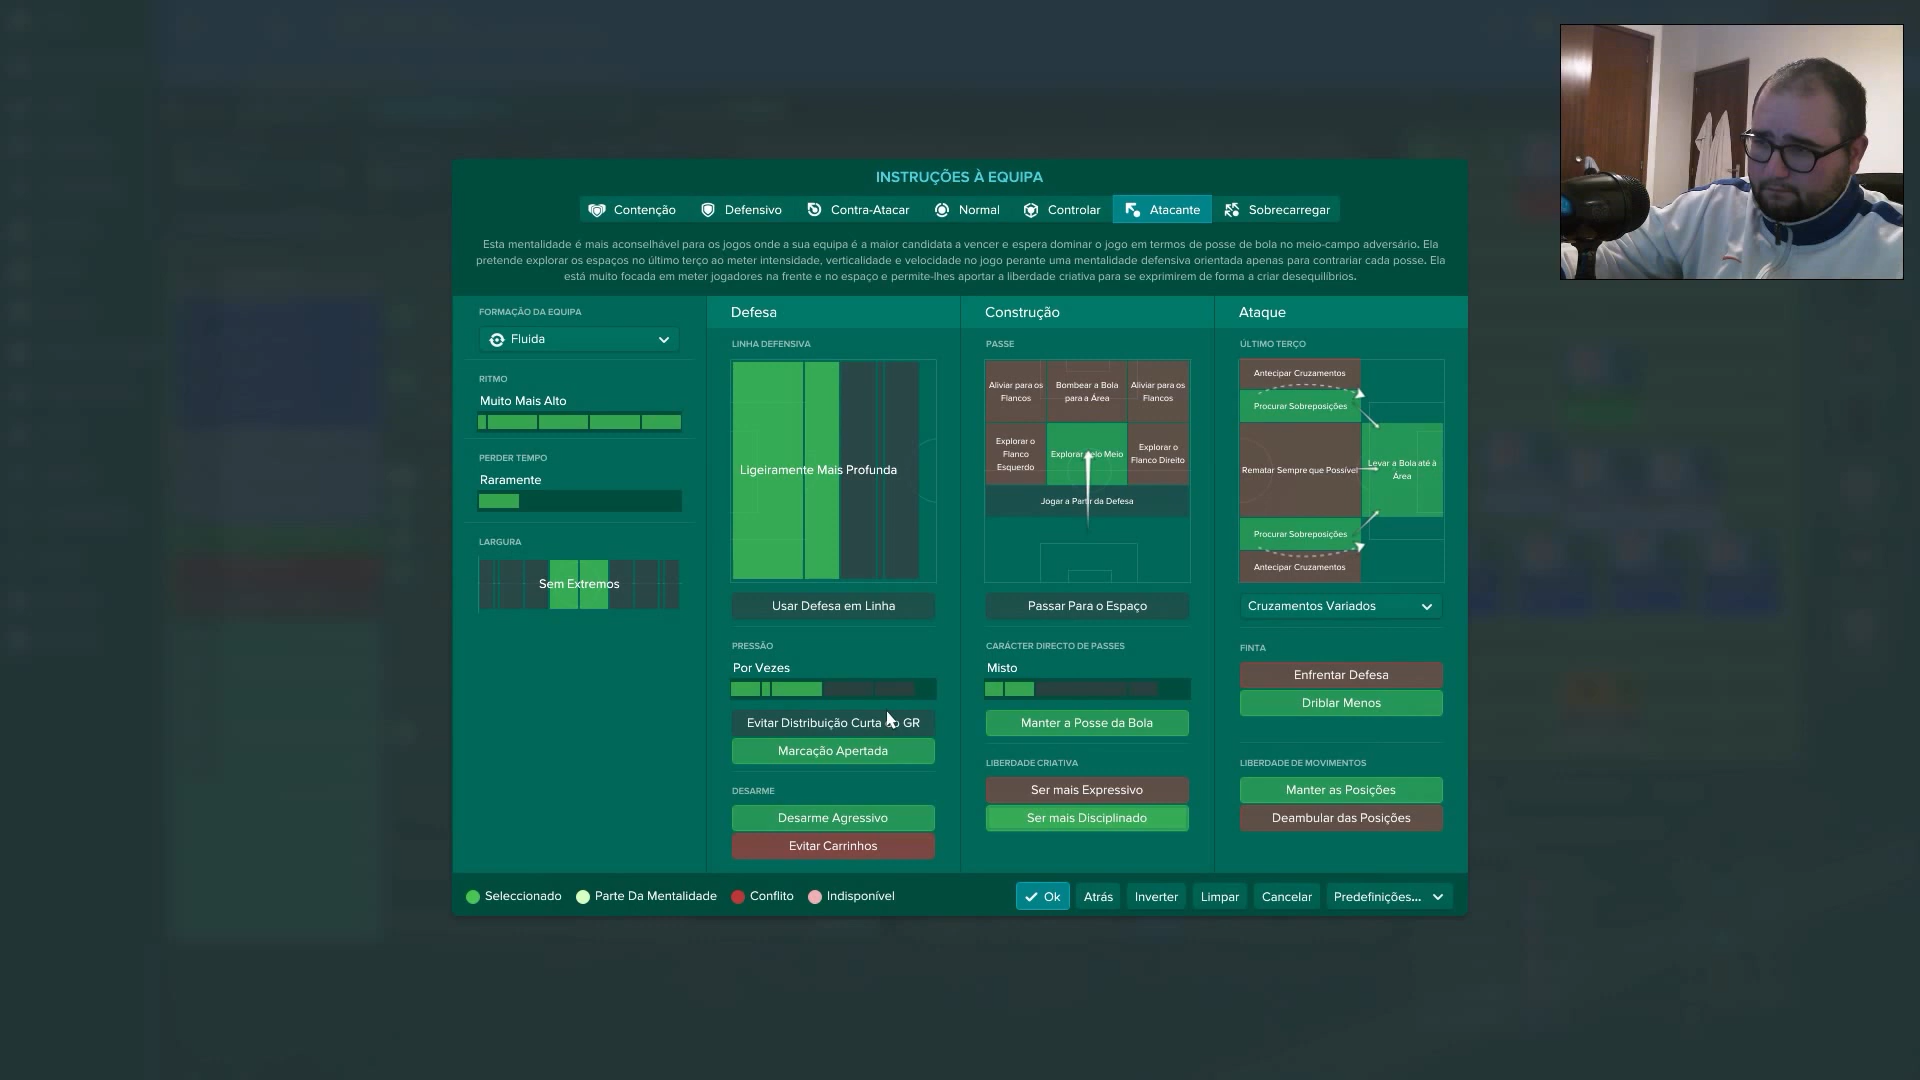 INSTRUÇÕES À EQUIPA
Contenção
Defensivo
Contra-Atacar
Normal
Controlar
Atacante
Sobrecarregar
Esta mentalidade é mais aconselhável para os jogos onde a sua equipa é a maior candidata a vencer e espera dominar o jogo em termos de posse de bola no meio-campo adversário. Ela
pretende explorar os espaços no último terço ao meter intensidade, verticalidade e velocidade no jogo perante uma mentalidade defensiva orientada apenas para contrariar cada posse. Ela
está muito focada em meter jogadores na frente e no espaço e permite-lhes aportar a liberdade criativa para se exprimirem de forma a criar desequilíbrios.
FORMAÇÃO DA EQUIPA
Fluida
RITMO
Muito Mais Alto
PERDER TEMPO
Raramente
LARGURA
Sem Extremos
Defesa
LINHA DEFENSIVA
Ligeiramente Mais Profunda
Usar Defesa em Linha
PRESSÃO
Por Vezes
Evitar Distribuição Curta GR
Marcação Apertada
DESARME
Desarme Agressivo
Evitar Carrinhos
Construção
PASSE
Aliviar para os
Flancos
Bombear a Bola
para a Área
Aliviar para os
Flancos
Explorar o
Flanco
Esquerdo
Explorar pelo Meio
Explorar o
Flanco Direito
Jogar a Partir da Defesa
Passar Para o Espaço
CARÁCTER DIRECTO DE PASSES
Misto
Manter a Posse da Bola
LIBERDADE CRIATIVA
Ser mais Expressivo
Ser mais Disciplinado
Ataque
ÚLTIMO TERÇO
Antecipar Cruzamentos
Procurar Sobreposições
Rematar Sempre que Possível
Levar a Bola até à
Área
Procurar Sobreposições
Antecipar Cruzamentos
Cruzamentos Variados
FINTA
Enfrentar Defesa
Driblar Menos
LIBERDADE DE MOVIMENTOS
Manter as Posições
Deambular das Posições
Seleccionado
Parte Da Mentalidade
Conflito
Indisponível
Ok
Atrás
Inverter
Limpar
Cancelar
Predefinições...